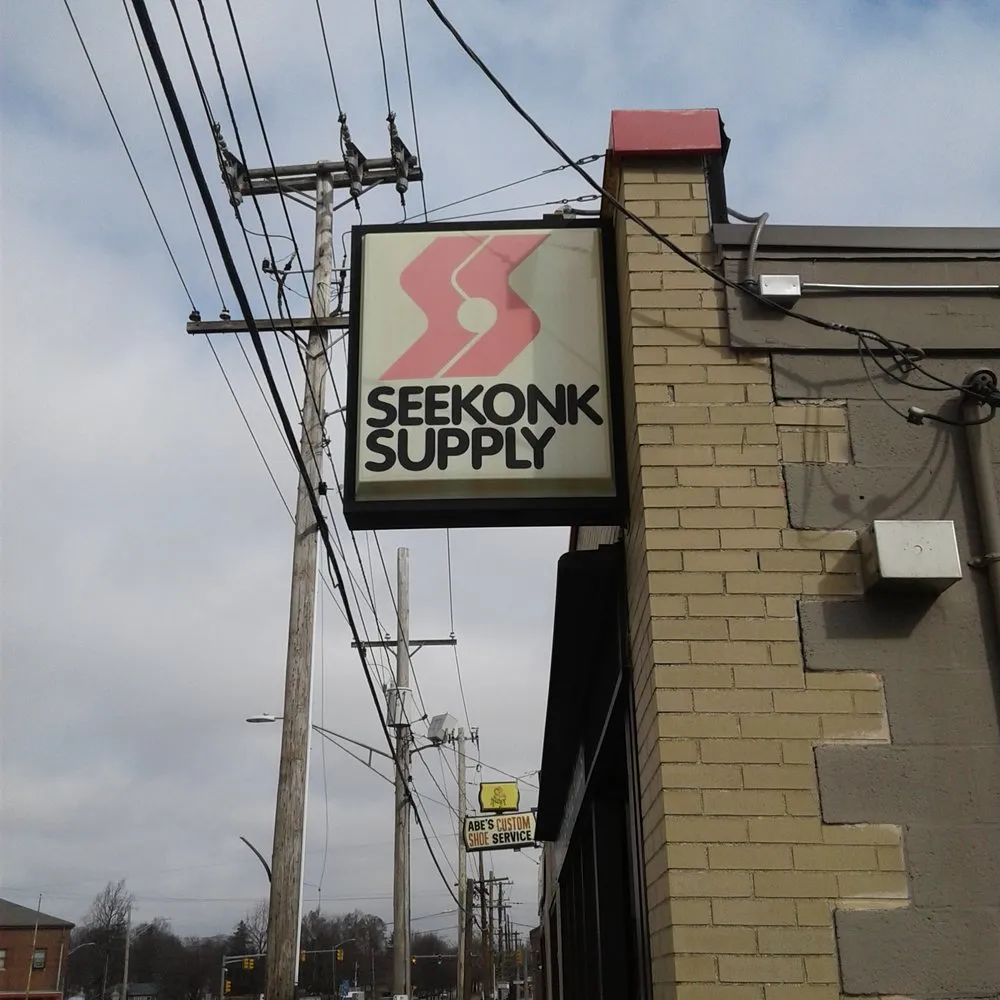 SEEKONK
SUPPLY
ABE'S CUSTOM
SHOE SERVICE